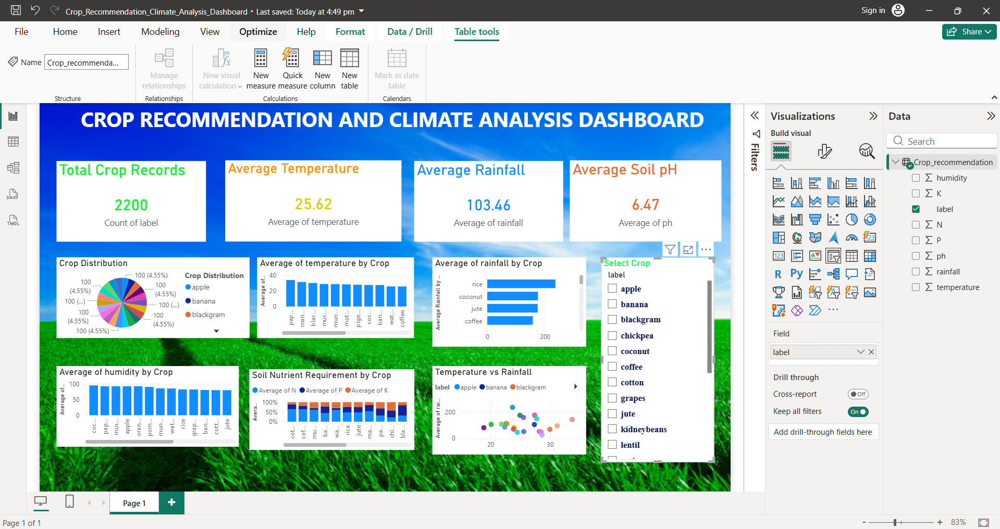 Crop_Recommendation_Climate_Analysis_Dashboard • Last saved: Today at 4:49 pm
Sign in
File Home Insert Modeling View Optimize Help Format Data / Drill Table tools
Share
Name Crop_recommenda...
Manage relationships
New visual calculation
New measure
Quick measure
New column
New table
Mark as date table
Structure Relationships Calculations Calendars
DAX
TMDL
CROP RECOMMENDATION AND CLIMATE ANALYSIS DASHBOARD
Total Crop Records
2200
Count of label
Average Temperature
25.62
Average of temperature
Average Rainfall
103.46
Average of rainfall
Average Soil pH
6.47
Average of ph
Crop Distribution
100 (4.55%)
100 (4.55%)
100 (...)
100 (4.55%)
100 (4.55%)
100 (4.55%)
100 (...)
100 (4.55%)
Crop Distribution
apple
banana
blackgram
Average of temperature by Crop
Average of...
40
20
0
pap... man... blac... mus... mun... mot... pige... coc... ban... wat... coffee
Average of rainfall by Crop
Average Rainfall by ...
rice
coconut
jute
coffee
0 200
Select Crop
label
apple
banana
blackgram
chickpea
coconut
coffee
cotton
grapes
jute
kidneybeans
lentil
Average of humidity by Crop
Average of...
100
50
0
coc... pap... mus... apple oran... pom... mun... wat... rice grap... ban... cott... jute
Soil Nutrient Requirement by Crop
Average of N Average of P Average of K
Avera...
100%
50%
0%
cot... cof... mu... ba... wa... rice jute ma... pa... chi... bla...
Temperature vs Rainfall
label apple banana blackgram
Average of rai...
200
0
20 30
Filters
Visualizations
Build visual
123
123
R Py
Field
label
Drill through
Cross-report Off
Keep all filters On
Add drill-through fields here
Data
Search
Crop_recommendation
humidity
K
label
N
P
ph
rainfall
temperature
Page 1
+
Page 1 of 1
- + 83%